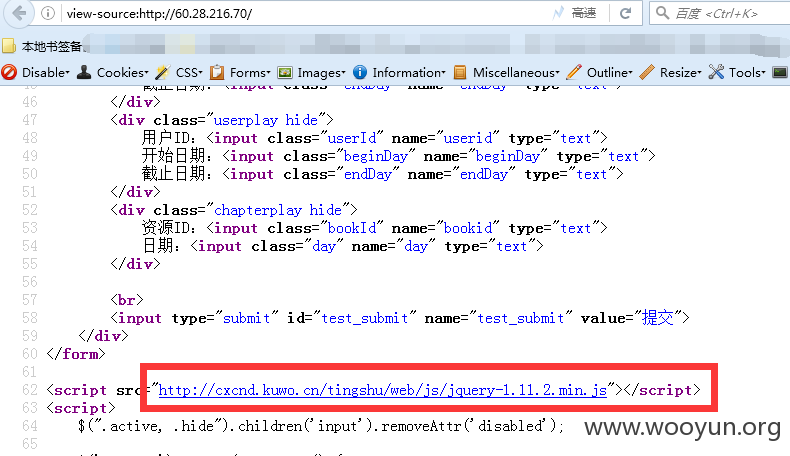 view-source:http://60.28.216.70/ 高速 百度 <Ctrl+K>
本地书签备
Disable▾ Cookies▾ CSS▾ Forms▾ Images▾ Information▾ Miscellaneous▾ Outline▾ Resize▾ Tools▾
46 </div>
47 <div class="userplay hide">
48 用户ID：<input class="userId" name="userid" type="text">
49 开始日期：<input class="beginDay" name="beginDay" type="text">
50 截止日期：<input class="endDay" name="endDay" type="text">
51 </div>
52 <div class="chapterplay hide">
53 资源ID：<input class="bookId" name="bookid" type="text">
54 日期：<input class="day" name="day" type="text">
55 </div>
56
57 <br>
58 <input type="submit" id="test_submit" name="test_submit" value="提交">
59 </div>
60 </form>
61
62 <script src="http://cxcnd.kuwo.cn/tingshu/web/js/jquery-1.11.2.min.js"></script>
63 <script>
64 $(".active, .hide").children('input').removeAttr('disabled');
65
www.wooyun.org